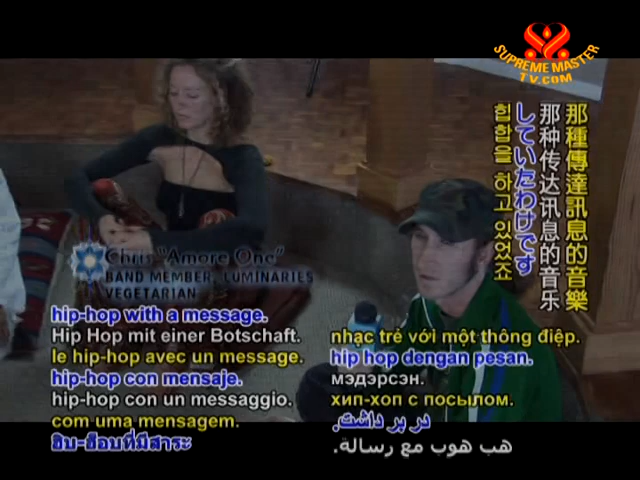 SUPREME MASTER
TV.COM
那種傳達訊息的音樂
那种传达讯息的音乐
していたわけです
힙합을 하고 있었죠
Chris "Amore One"
BAND MEMBER, LUMINARIES
VEGETARIAN
hip-hop with a message.
Hip Hop mit einer Botschaft.
le hip-hop avec un message.
hip-hop con mensaje.
hip-hop con un messaggio.
com uma mensagem.
ฮิบ-ฮ็อบที่มีสาระ
nhạc trẻ với một thông điệp.
hip hop dengan pesan.
мэдэрсэн.
хип-хоп с посылом.
در بر داشت.
هب هوب مع رسالة.